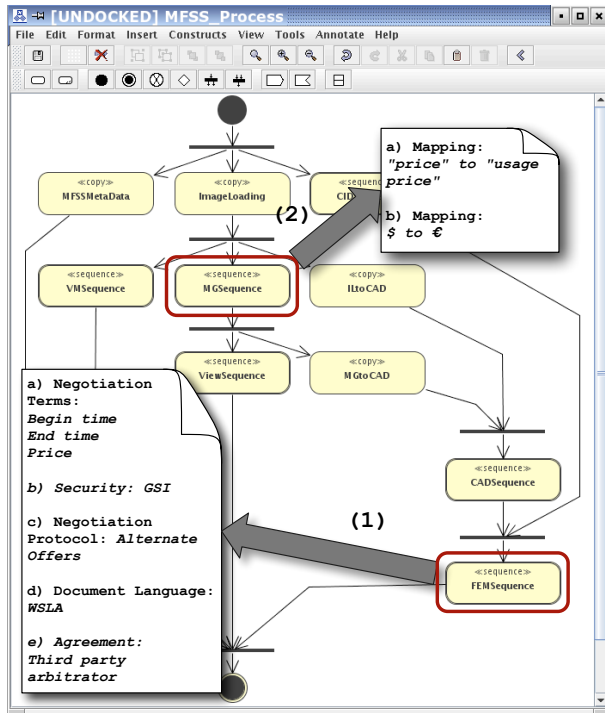 [UNDOCKED] MFSS_Process
File Edit Format Insert Constructs View Tools Annotate Help
a) Mapping:
"price" to "usage
price"
b) Mapping:
$ to €
≪copy≫
MFSSMetaData
≪copy≫
ImageLoading
≪sequenc
CID
(2)
≪sequence≫
VMSequence
≪sequence≫
MGSequence
≪copy≫
ILtoCAD
≪sequence≫
ViewSequence
≪copy≫
MGtoCAD
a) Negotiation
Terms:
Begin time
End time
Price
b) Security: GSI
c) Negotiation
Protocol: Alternate
Offers
d) Document Language:
WSLA
e) Agreement:
Third party
arbitrator
≪sequence≫
CADSequence
(1)
≪sequence≫
FEMSequence